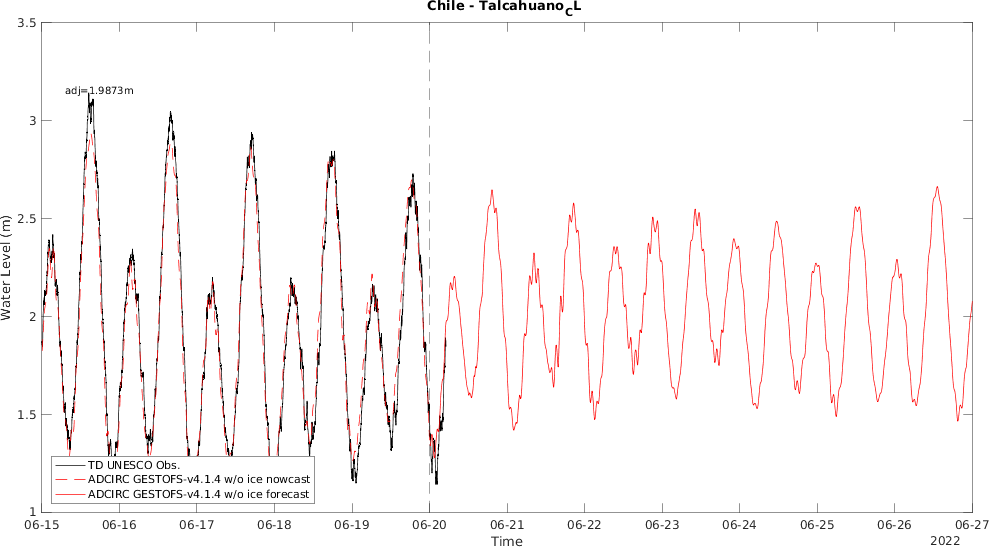 Chile - Talcahuano_CL
adj=1.9873m
3.5
3
2.5
2
1.5
1
Water Level (m)
TD UNESCO Obs.
ADCIRC GESTOFS-v4.1.4 w/o ice nowcast
ADCIRC GESTOFS-v4.1.4 w/o ice forecast
06-15 06-16 06-17 06-18 06-19 06-20 06-21 06-22 06-23 06-24 06-25 06-26 06-27
Time
2022